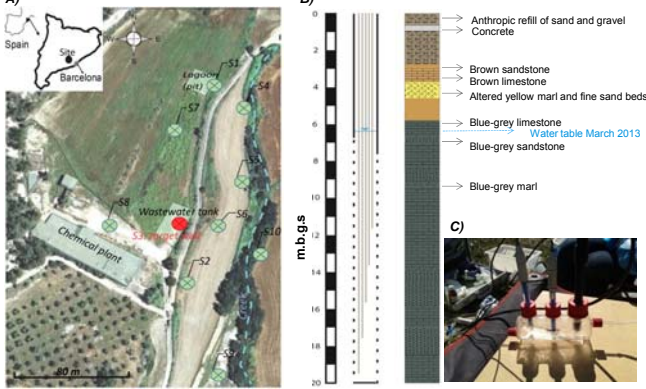 A)
Spain
Site
Barcelona
N
Lagoon
(pit)
S1
S4
S7
Wastewater tank
S8
S6
S10
Chemical plant
S2
Creek
80 m
B)
0
2
4
6
8
10
12
14
16
18
20
m.b.g.s
Anthropic refill of sand and gravel
Concrete
Brown sandstone
Brown limestone
Altered yellow marl and fine sand beds
Blue-grey limestone
Water table March 2013
Blue-grey sandstone
Blue-grey marl
C)